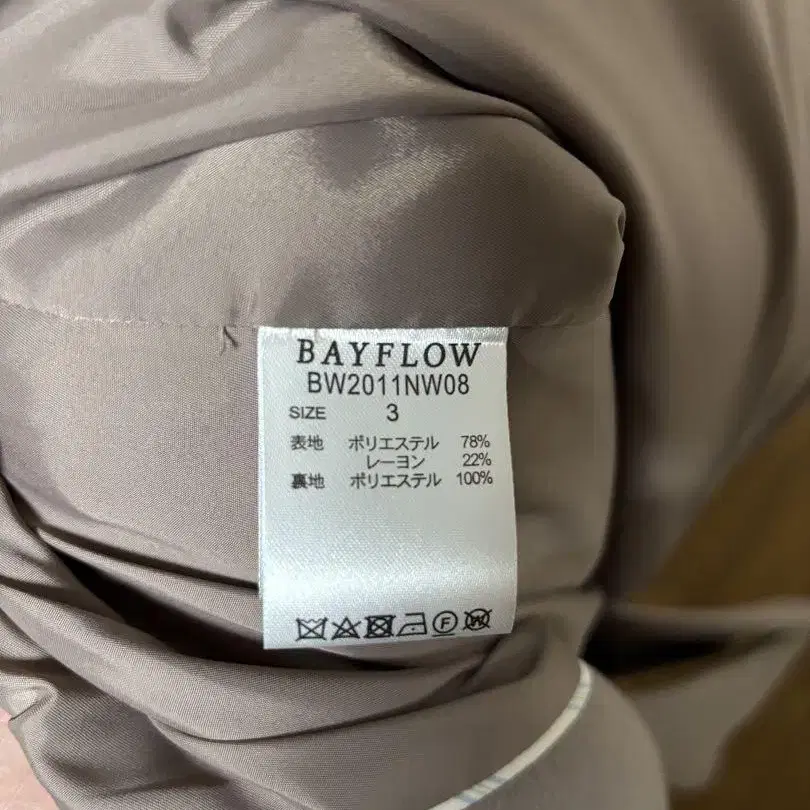 BAYFLOW
BW2011NW08
SIZE 3
表地 ポリエステル 78%
レーヨン 22%
裏地 ポリエステル 100%
F W